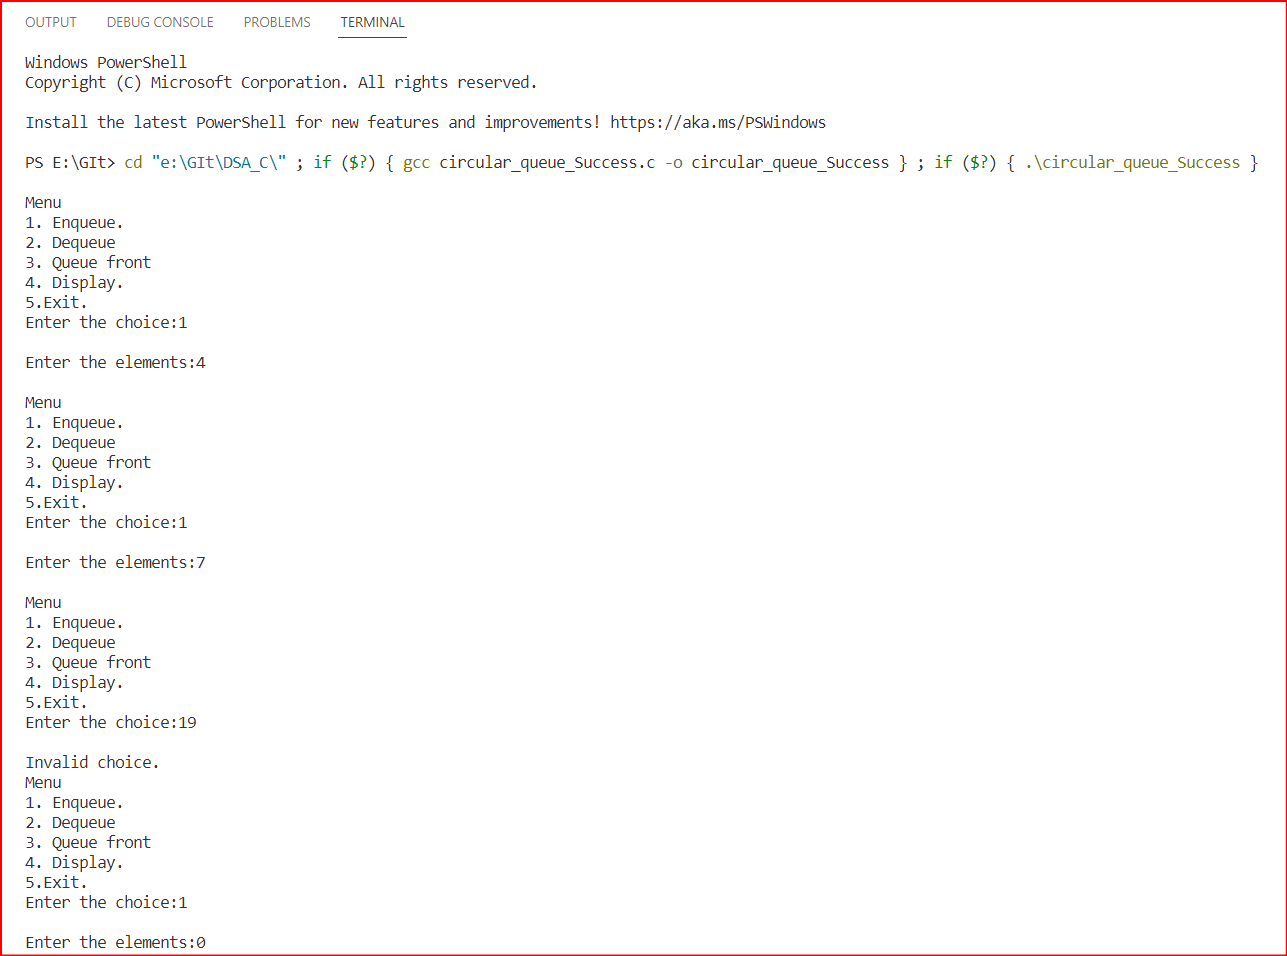 OUTPUT DEBUG CONSOLE PROBLEMS TERMINAL
Windows PowerShell
Copyright (C) Microsoft Corporation. All rights reserved.
Install the latest PowerShell for new features and improvements! https://aka.ms/PSWindows
PS E:\GIt> cd "e:\GIt\DSA_C\" ; if ($?) { gcc circular_queue_Success.c -o circular_queue_Success } ; if ($?) { .\circular_queue_Success }
Menu
1. Enqueue.
2. Dequeue
3. Queue front
4. Display.
5.Exit.
Enter the choice:1
Enter the elements:4
Menu
1. Enqueue.
2. Dequeue
3. Queue front
4. Display.
5.Exit.
Enter the choice:1
Enter the elements:7
Menu
1. Enqueue.
2. Dequeue
3. Queue front
4. Display.
5.Exit.
Enter the choice:19
Invalid choice.
Menu
1. Enqueue.
2. Dequeue
3. Queue front
4. Display.
5.Exit.
Enter the choice:1
Enter the elements:0